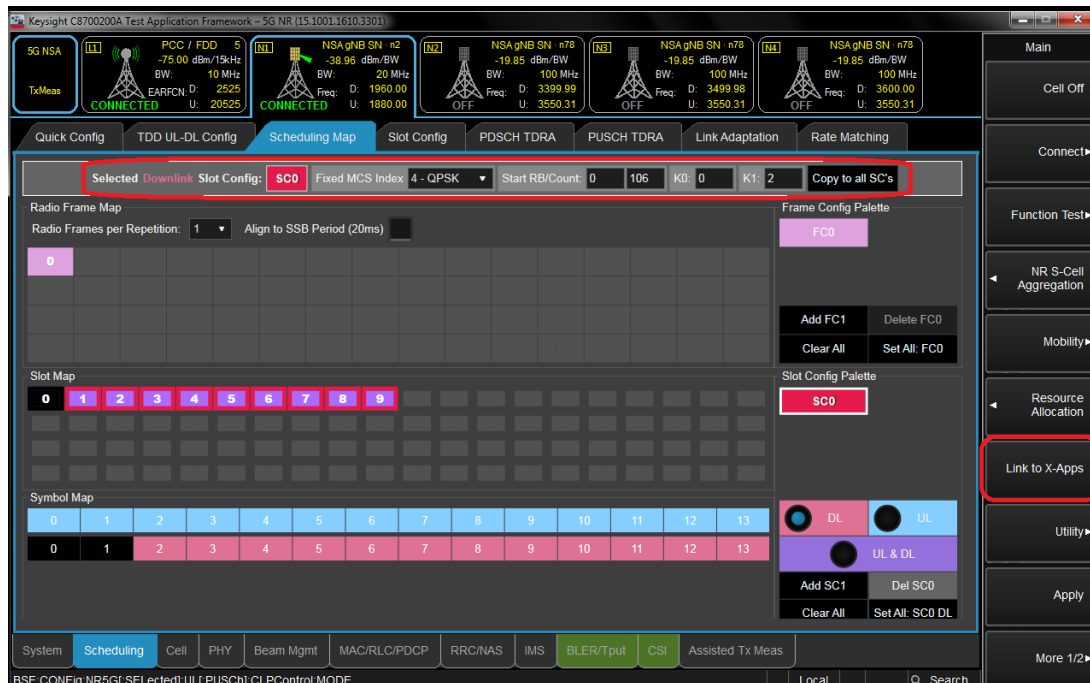 Keysight C8700200A Test Application Framework – 5G NR (15.1001.1610.3301)
5G NSA
TxMeas
L1
PCC / FDD 5
-75.00 dBm/15kHz
BW: 10 MHz
EARFCN: D: 2525
CONNECTED U: 20525
N1
NSA gNB SN n2
-38.96 dBm/BW
BW: 20 MHz
Freq: D: 1960.00
CONNECTED U: 1880.00
N2
NSA gNB SN n78
-19.85 dBm/BW
BW: 100 MHz
Freq: D: 3399.99
OFF U: 3550.31
N3
NSA gNB SN n78
-19.85 dBm/BW
BW: 100 MHz
Freq: D: 3499.98
OFF U: 3550.31
N4
NSA gNB SN n78
-19.85 dBm/BW
BW: 100 MHz
Freq: D: 3600.00
OFF U: 3550.31
Quick Config TDD UL-DL Config Scheduling Map Slot Config PDSCH TDRA PUSCH TDRA Link Adaptation Rate Matching
Selected Downlink Slot Config: SC0 Fixed MCS Index 4 - QPSK Start RB/Count: 0 106 K0: 0 K1: 2 Copy to all SC's
Radio Frame Map
Radio Frames per Repetition: 1 Align to SSB Period (20ms)
0
Frame Config Palette
FC0
Add FC1 Delete FC0
Clear All Set All: FC0
Slot Map
0 1 2 3 4 5 6 7 8 9
Slot Config Palette
SC0
Symbol Map
0 1 2 3 4 5 6 7 8 9 10 11 12 13
0 1 2 3 4 5 6 7 8 9 10 11 12 13
DL UL
UL & DL
Add SC1 Del SC0
Clear All Set All: SC0 DL
System Scheduling Cell PHY Beam Mgmt MAC/RLC/PDCP RRC/NAS IMS BLER/Tput CSI Assisted Tx Meas
BSE:CONFig:NR5G[:SELected]:UL[:PUSCh]:CLPControl:MODE Local Search
Main
Cell Off
Connect
Function Test
NR S-Cell
Aggregation
Mobility
Resource
Allocation
Link to X-Apps
Utility
Apply
More 1/2